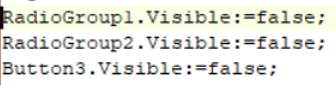 RadioGroup1.Visible:=false;
RadioGroup2.Visible:=false;
Button3.Visible:=false;